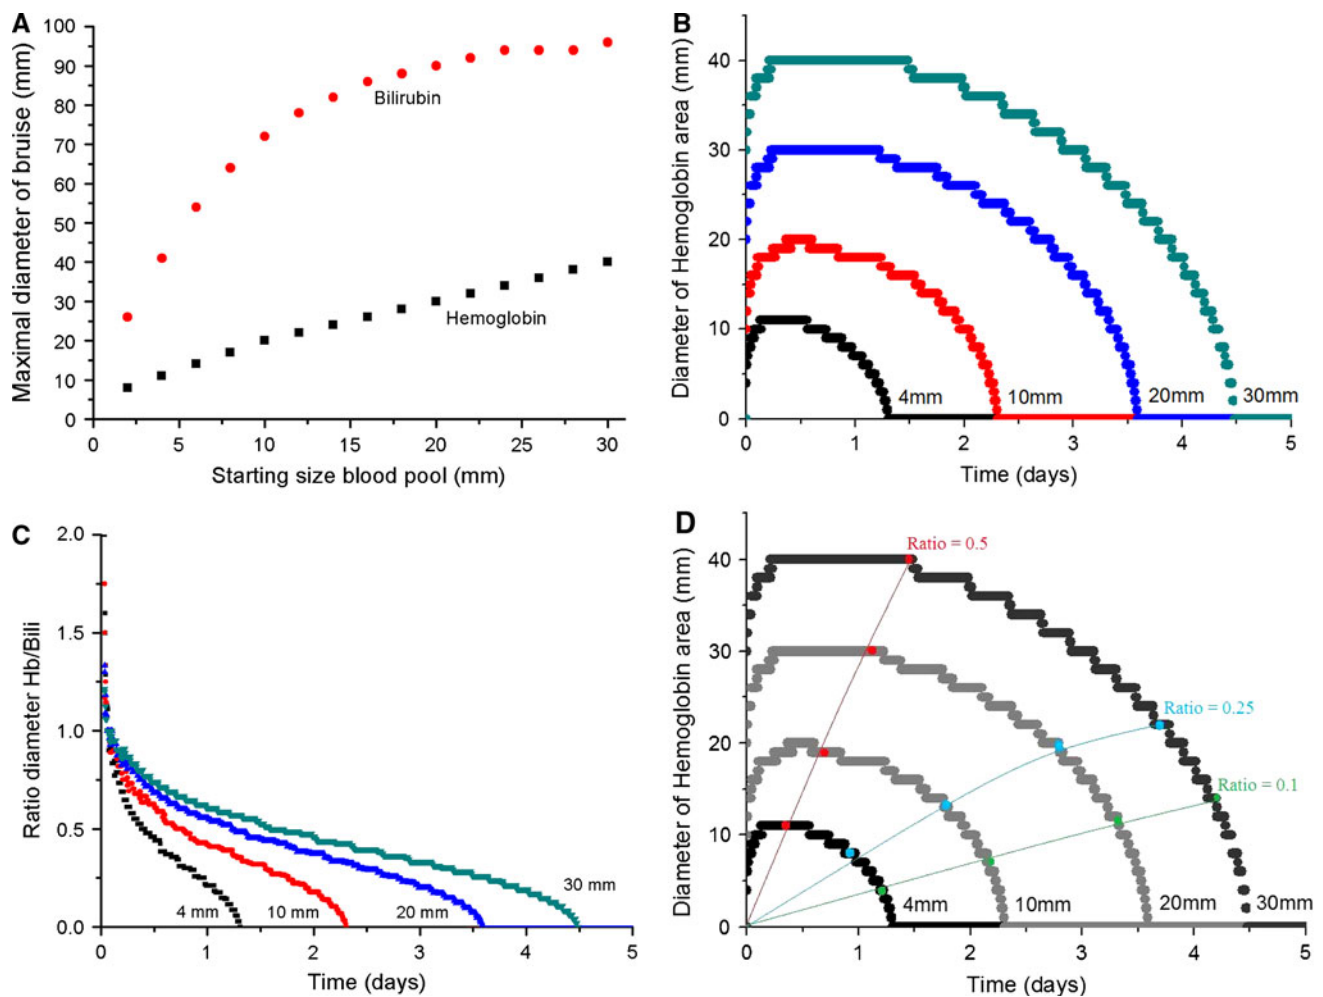 A
Maximal diameter of bruise (mm)
100
90
80
70
60
50
40
30
20
10
0
Bilirubin
Hemoglobin
0 5 10 15 20 25 30
Starting size blood pool (mm)
B
Diameter of Hemoglobin area (mm)
40
30
20
10
0
4mm 10mm 20mm 30mm
0 1 2 3 4 5
Time (days)
C
Ratio diameter Hb/Bili
2.0
1.5
1.0
0.5
0.0
4 mm 10 mm 20 mm 30 mm
0 1 2 3 4 5
Time (days)
D
Diameter of Hemoglobin area (mm)
40
30
20
10
0
Ratio = 0.5
Ratio = 0.25
Ratio = 0.1
4mm 10mm 20mm 30mm
0 1 2 3 4 5
Time (days)